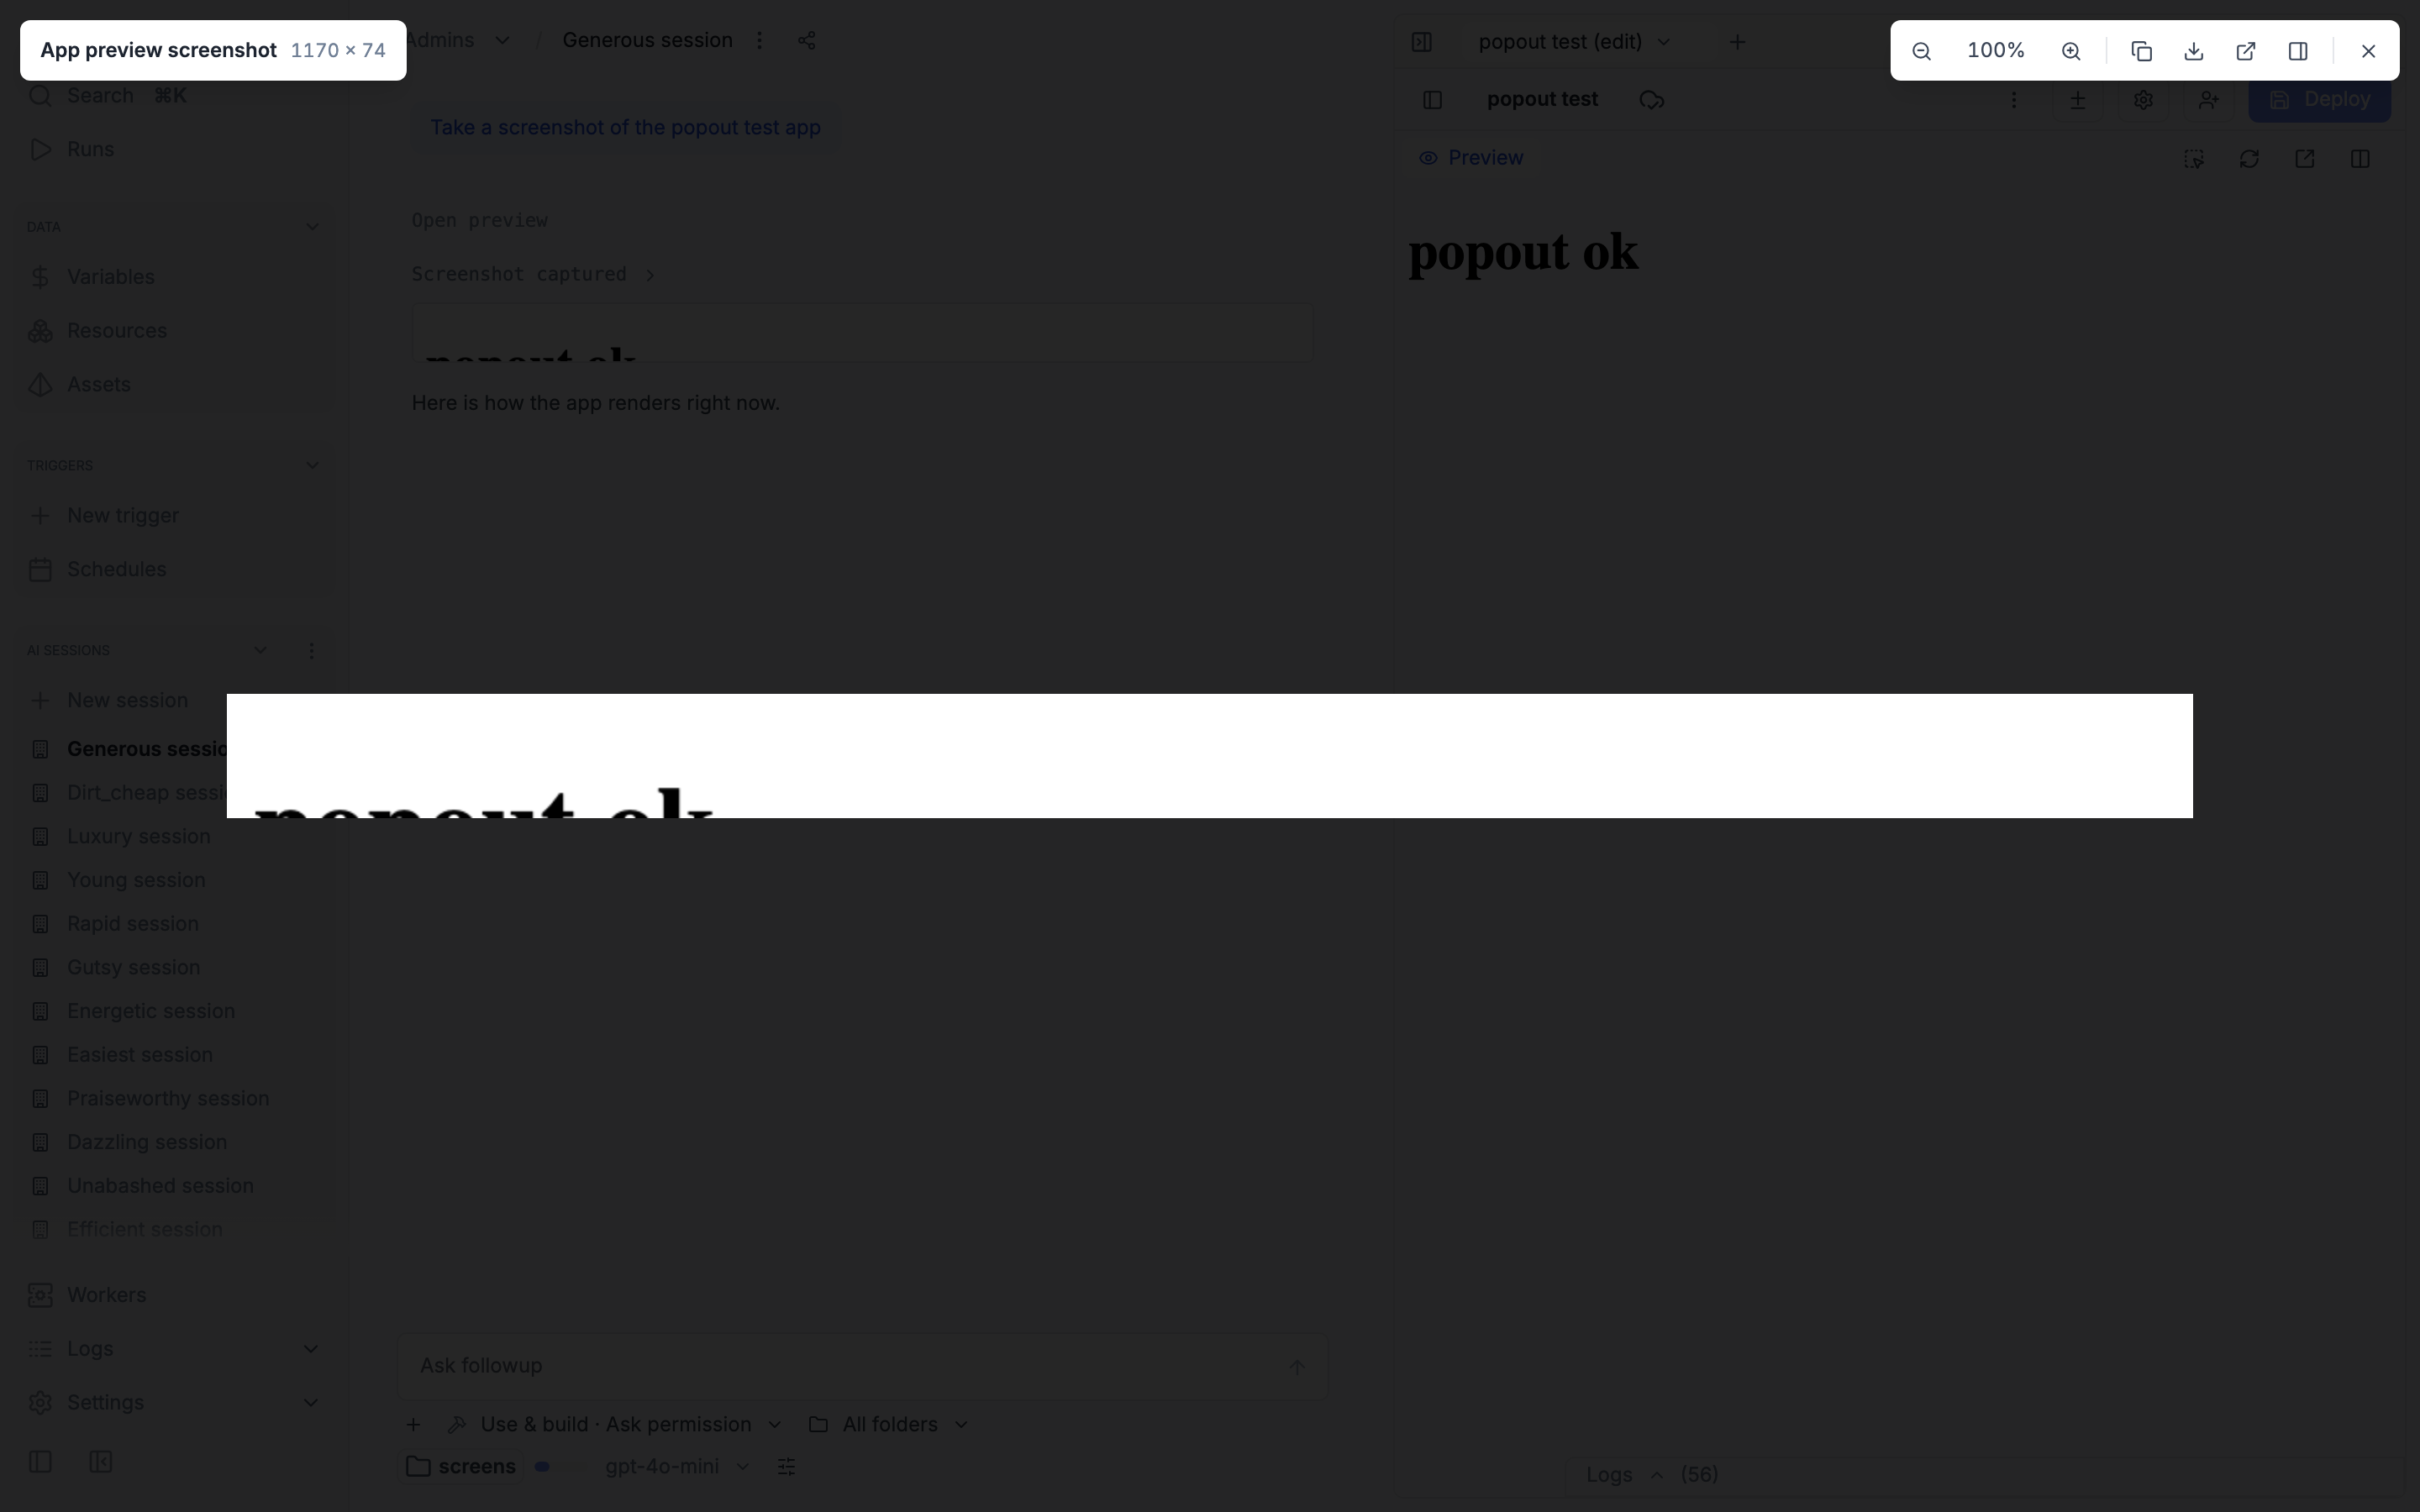 App preview screenshot 1170 × 74
Admins / Generous session
popout test (edit)
100%
Search ⌘K
Runs
DATA
Variables
Resources
Assets
TRIGGERS
New trigger
Schedules
AI SESSIONS
New session
Generous sessio
Dirt_cheap sessi
Luxury session
Young session
Rapid session
Gutsy session
Energetic session
Easiest session
Praiseworthy session
Dazzling session
Unabashed session
Efficient session
Workers
Logs
Settings
Take a screenshot of the popout test app
Open preview
Screenshot captured
popout ok
Here is how the app renders right now.
popout ok
Ask followup
Use & build · Ask permission
All folders
screens
gpt-4o-mini
popout test
Deploy
Preview
popout ok
Logs (56)